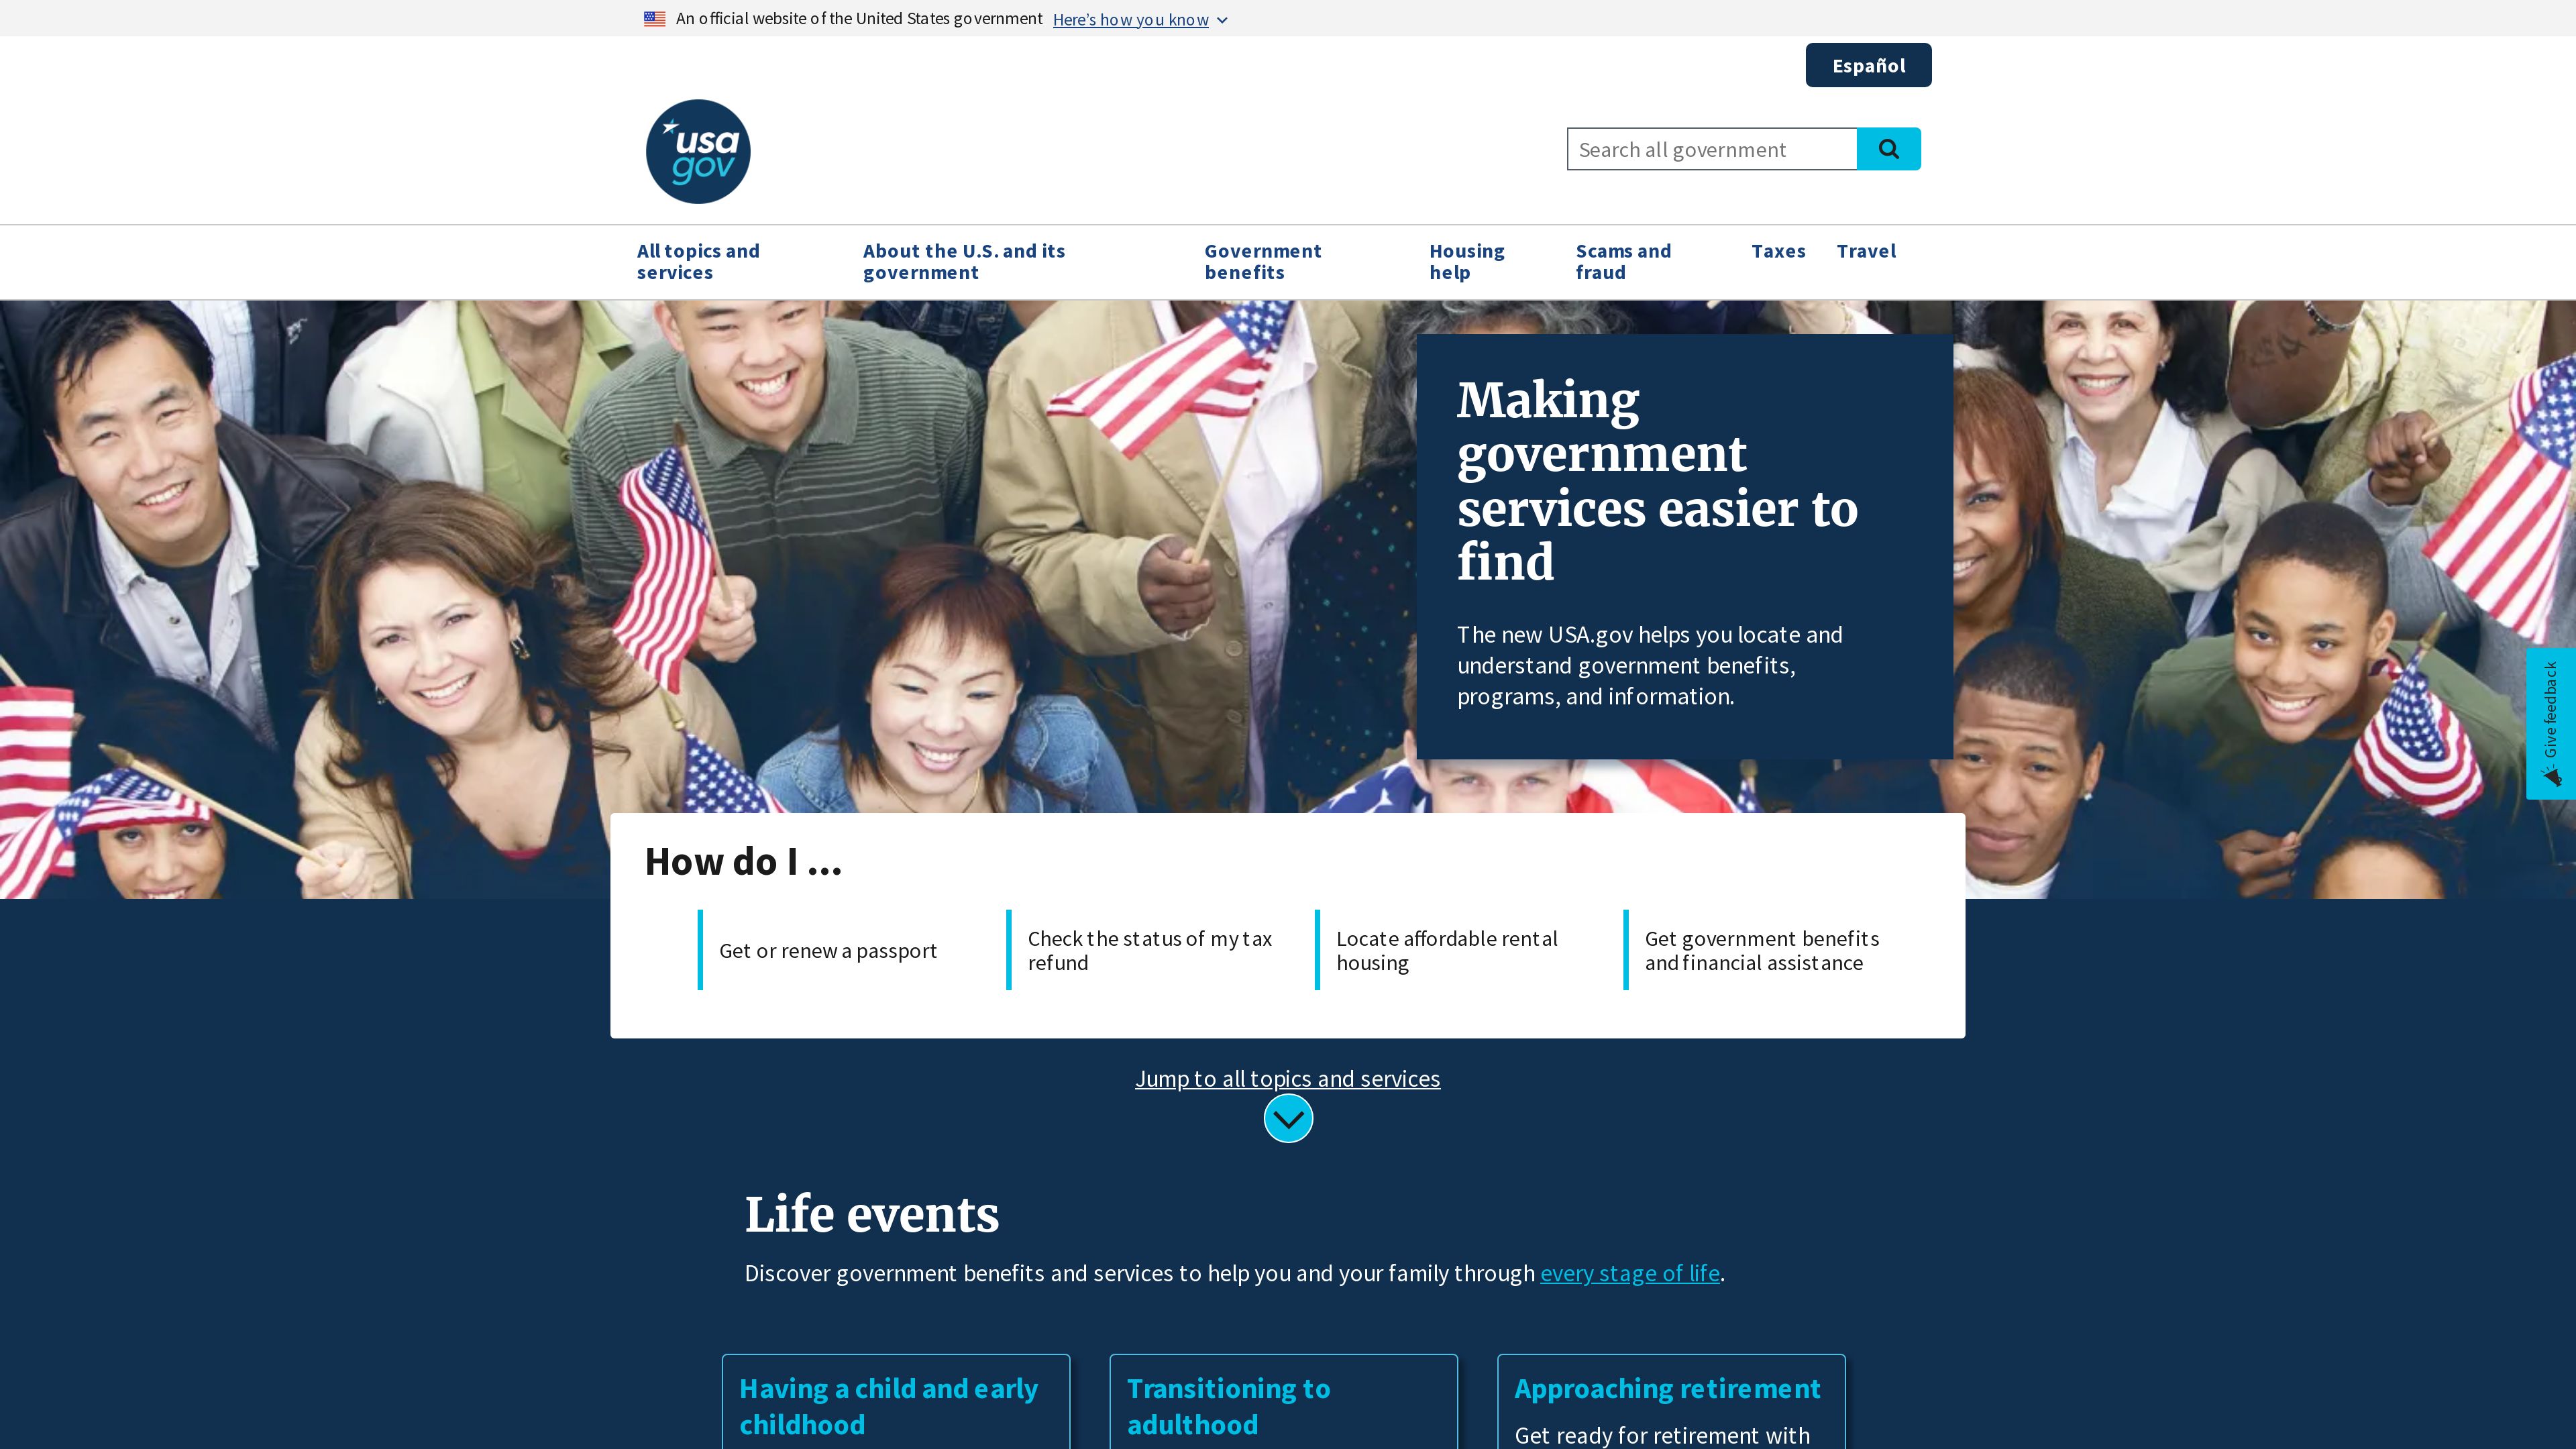 An official website of the United States government Here’s how you know
Español
usa
gov
Search all government
All topics and
services
About the U.S. and its
government
Government
benefits
Housing
help
Scams and
fraud
Taxes
Travel
Making
government
services easier to
find
The new USA.gov helps you locate and
understand government benefits,
programs, and information.
Give feedback
How do I ...
Get or renew a passport
Check the status of my tax
refund
Locate affordable rental
housing
Get government benefits
and financial assistance
Jump to all topics and services
Life events
Discover government benefits and services to help you and your family through every stage of life.
Having a child and early
childhood
Transitioning to
adulthood
Approaching retirement
Get ready for retirement with